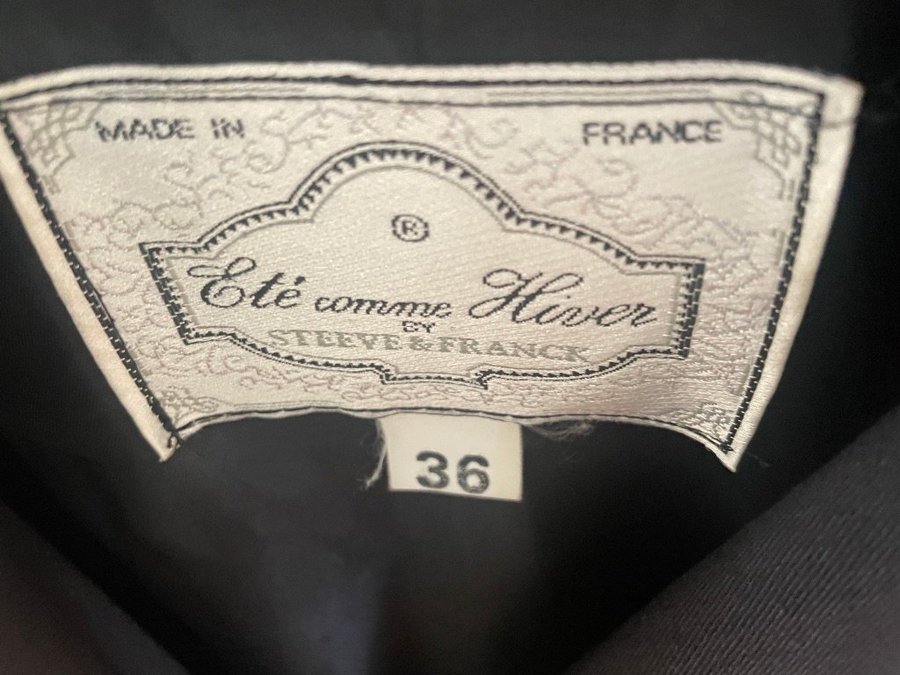 MADE IN FRANCE
®
Eté comme Hiver
BY
STEEVE & FRANCK
36